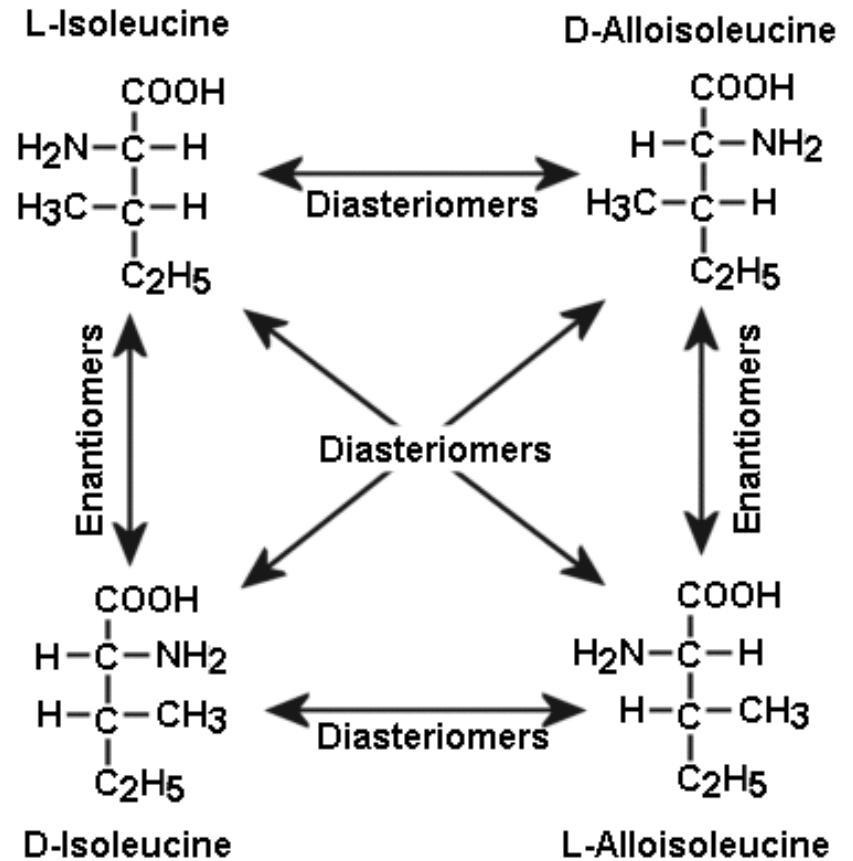 L-Isoleucine
COOH
H2N-C-H
H3C-C-H
C2H5
D-Alloisoleucine
COOH
H-C-NH2
H3C-C-H
C2H5
Diasteriomers
Enantiomers
Diasteriomers
Enantiomers
COOH
H-C-NH2
H-C-CH3
C2H5
D-Isoleucine
Diasteriomers
COOH
H2N-C-H
H-C-CH3
C2H5
L-Alloisoleucine